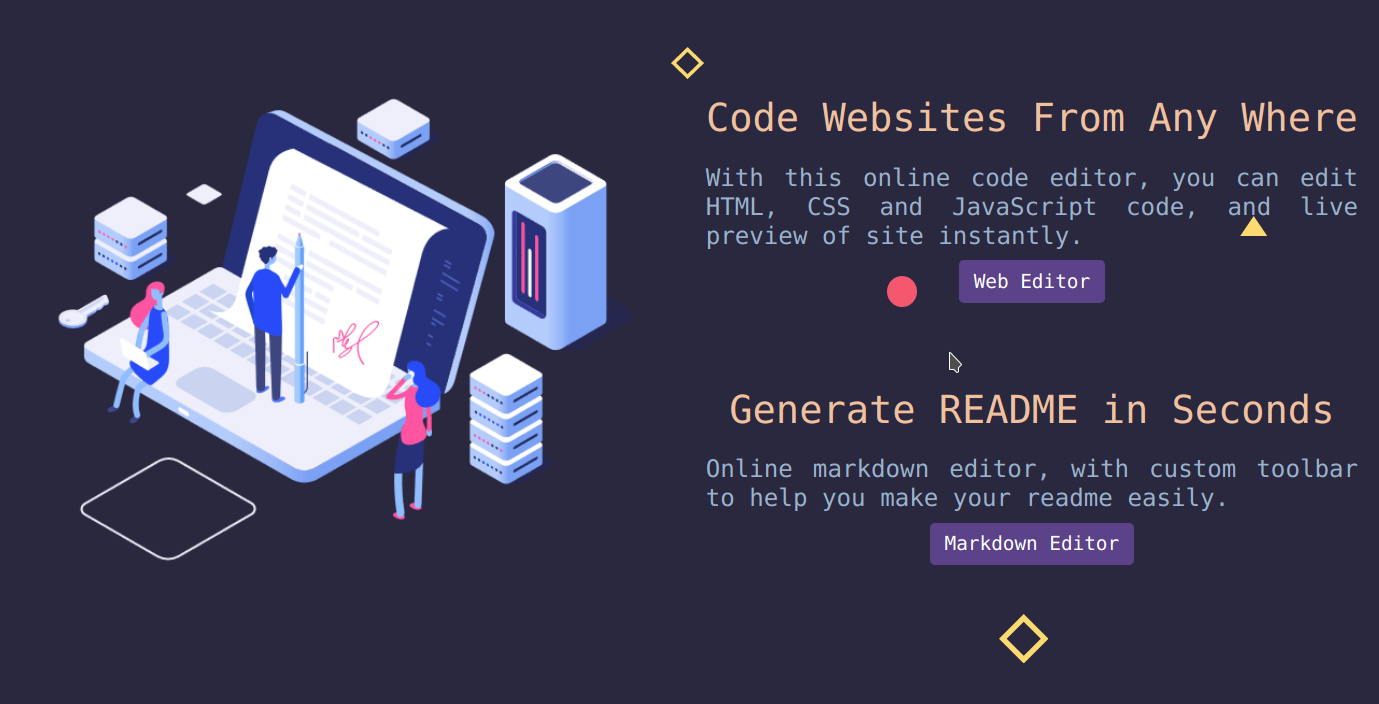 Code Websites From Any Where
With this online code editor, you can edit
HTML, CSS and JavaScript code, and live
preview of site instantly.
Web Editor
Generate README in Seconds
Online markdown editor, with custom toolbar
to help you make your readme easily.
Markdown Editor